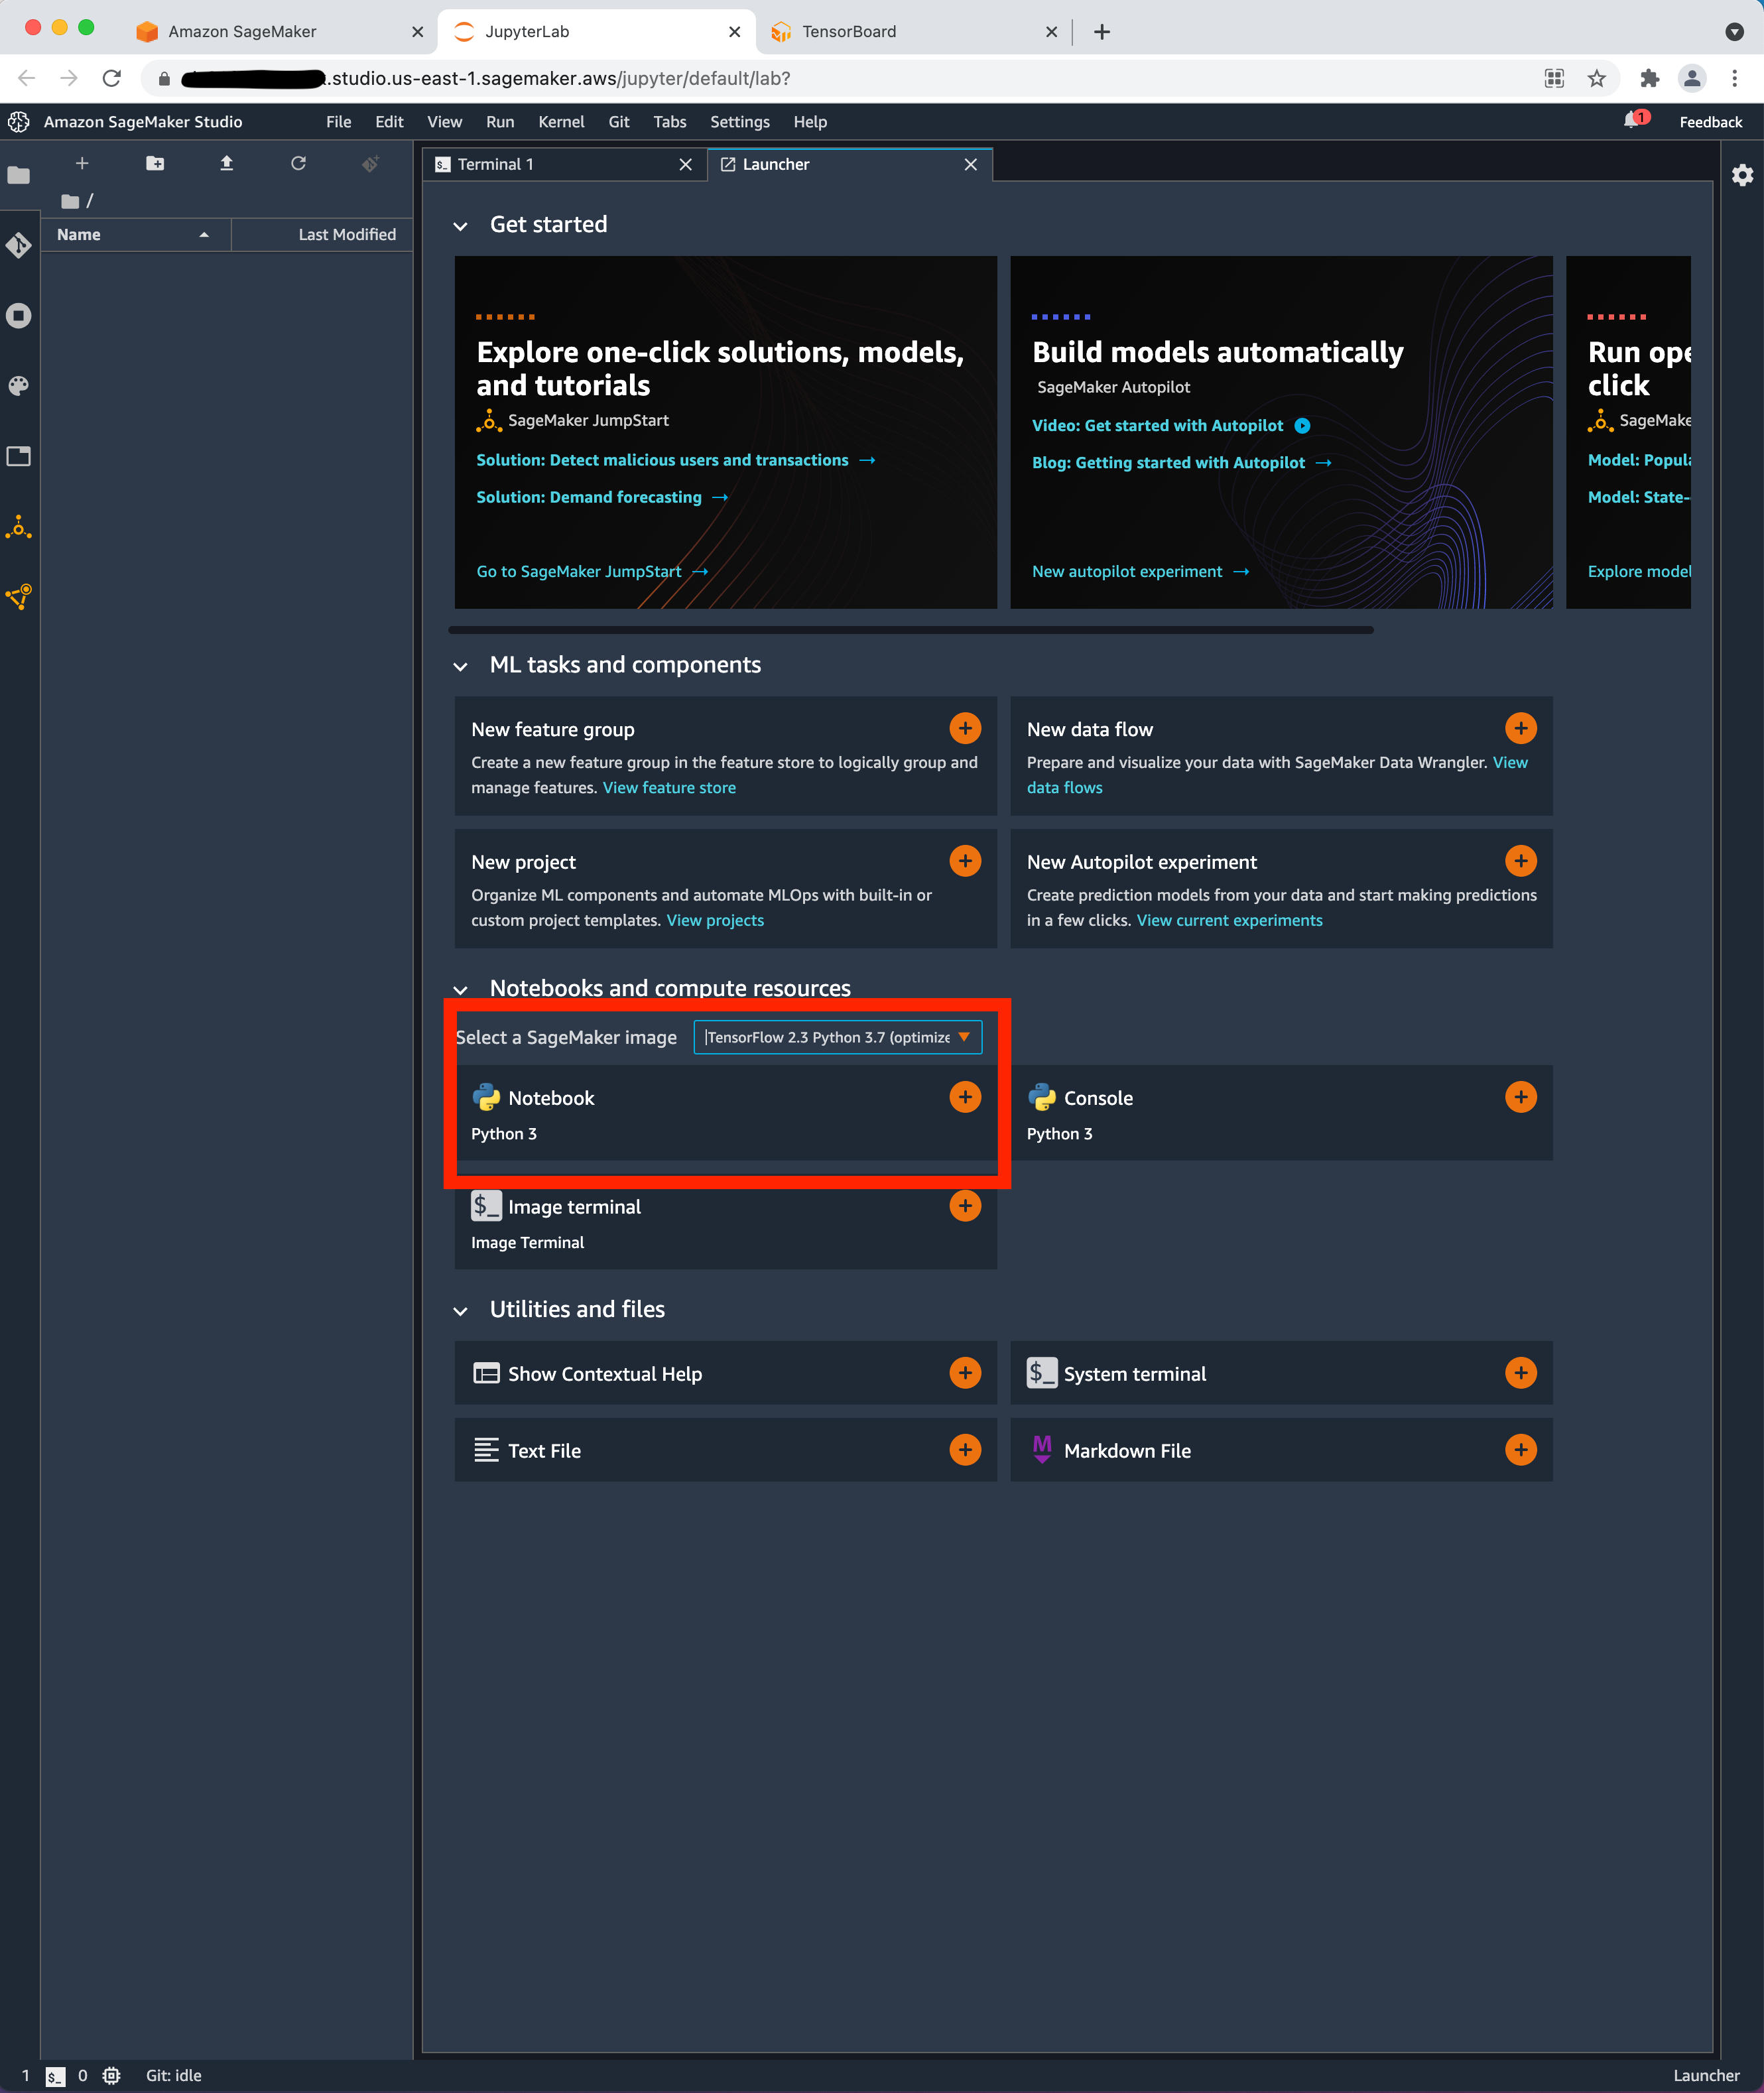 Amazon SageMaker
JupyterLab
TensorBoard
.studio.us-east-1.sagemaker.aws/jupyter/default/lab?
Amazon SageMaker Studio File Edit View Run Kernel Git Tabs Settings Help 1 Feedback
Terminal 1 Launcher
/
Name Last Modified
Get started
Explore one-click solutions, models,
and tutorials
SageMaker JumpStart
Solution: Detect malicious users and transactions →
Solution: Demand forecasting →
Go to SageMaker JumpStart →
Build models automatically
SageMaker Autopilot
Video: Get started with Autopilot
Blog: Getting started with Autopilot →
New autopilot experiment →
Run ope
click
SageMake
Model: Popula
Model: State-
Explore model
ML tasks and components
New feature group
Create a new feature group in the feature store to logically group and
manage features. View feature store
New data flow
Prepare and visualize your data with SageMaker Data Wrangler. View
data flows
New project
Organize ML components and automate MLOps with built-in or
custom project templates. View projects
New Autopilot experiment
Create prediction models from your data and start making predictions
in a few clicks. View current experiments
Notebooks and compute resources
Select a SageMaker image TensorFlow 2.3 Python 3.7 (optimize
Notebook
Python 3
Console
Python 3
$_ Image terminal
Image Terminal
Utilities and files
Show Contextual Help
$_ System terminal
Text File
M Markdown File
1 $_ 0 Git: idle Launcher